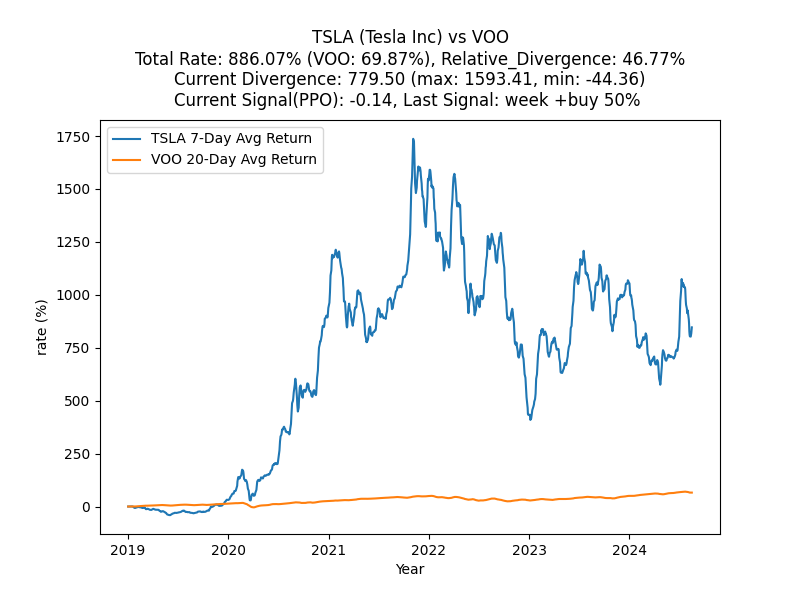 TSLA (Tesla Inc) vs VOO
Total Rate: 886.07% (VOO: 69.87%), Relative_Divergence: 46.77%
Current Divergence: 779.50 (max: 1593.41, min: -44.36)
Current Signal(PPO): -0.14, Last Signal: week +buy 50%
TSLA 7-Day Avg Return
VOO 20-Day Avg Return
rate (%)
1750
1500
1250
1000
750
500
250
0
2019 2020 2021 2022 2023 2024
Year